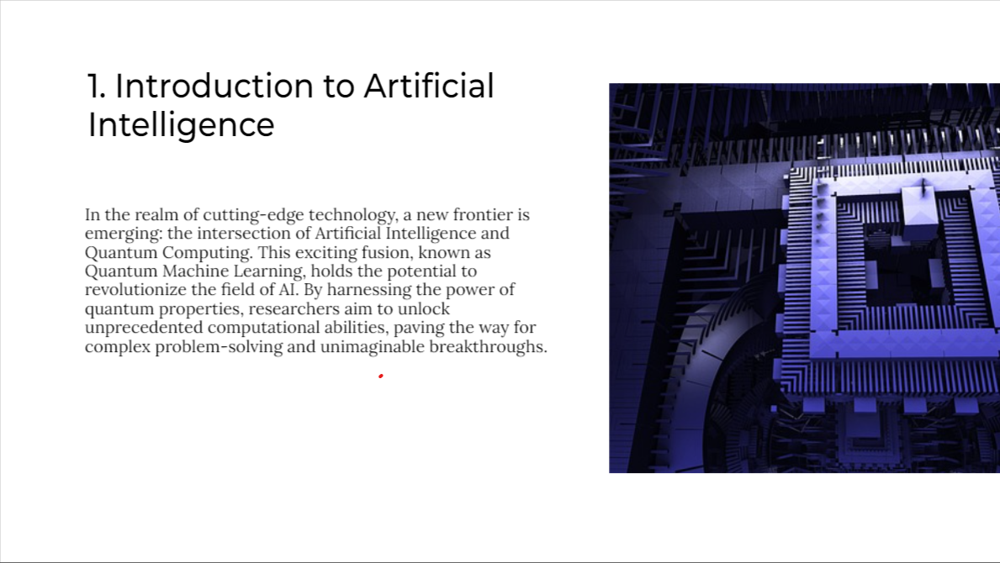 1. Introduction to Artificial
Intelligence
In the realm of cutting-edge technology, a new frontier is
emerging: the intersection of Artificial Intelligence and
Quantum Computing. This exciting fusion, known as
Quantum Machine Learning, holds the potential to
revolutionize the field of AI. By harnessing the power of
quantum properties, researchers aim to unlock
unprecedented computational abilities, paving the way for
complex problem-solving and unimaginable breakthroughs.